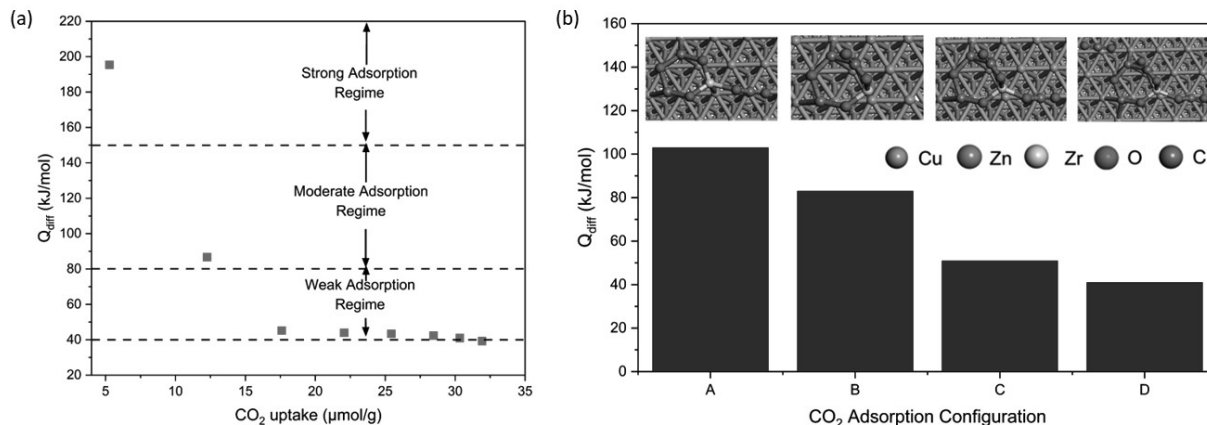 (a)
220
200
180
160
140
120
100
80
60
40
20
Q_diff (kJ/mol)
Strong Adsorption
Regime
Moderate Adsorption
Regime
Weak Adsorption
Regime
5
10
15
20
25
30
35
CO₂ uptake (μmol/g)
(b)
160
140
120
100
80
60
40
20
0
Q_diff (kJ/mol)
Cu
Zn
Zr
O
C
A
B
C
D
CO₂ Adsorption Configuration